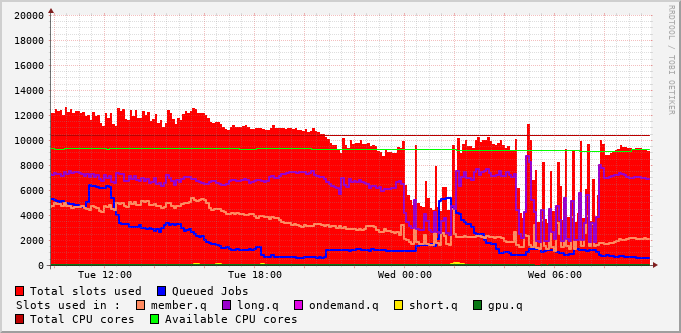 20000
18000
16000
14000
12000
10000
8000
6000
4000
2000
0
Tue 12:00 Tue 18:00 Wed 00:00 Wed 06:00
Total slots used Queued Jobs
Slots used in : member.q long.q ondemand.q short.q gpu.q
Total CPU cores Available CPU cores
RRDTOOL / TOBI OETIKER